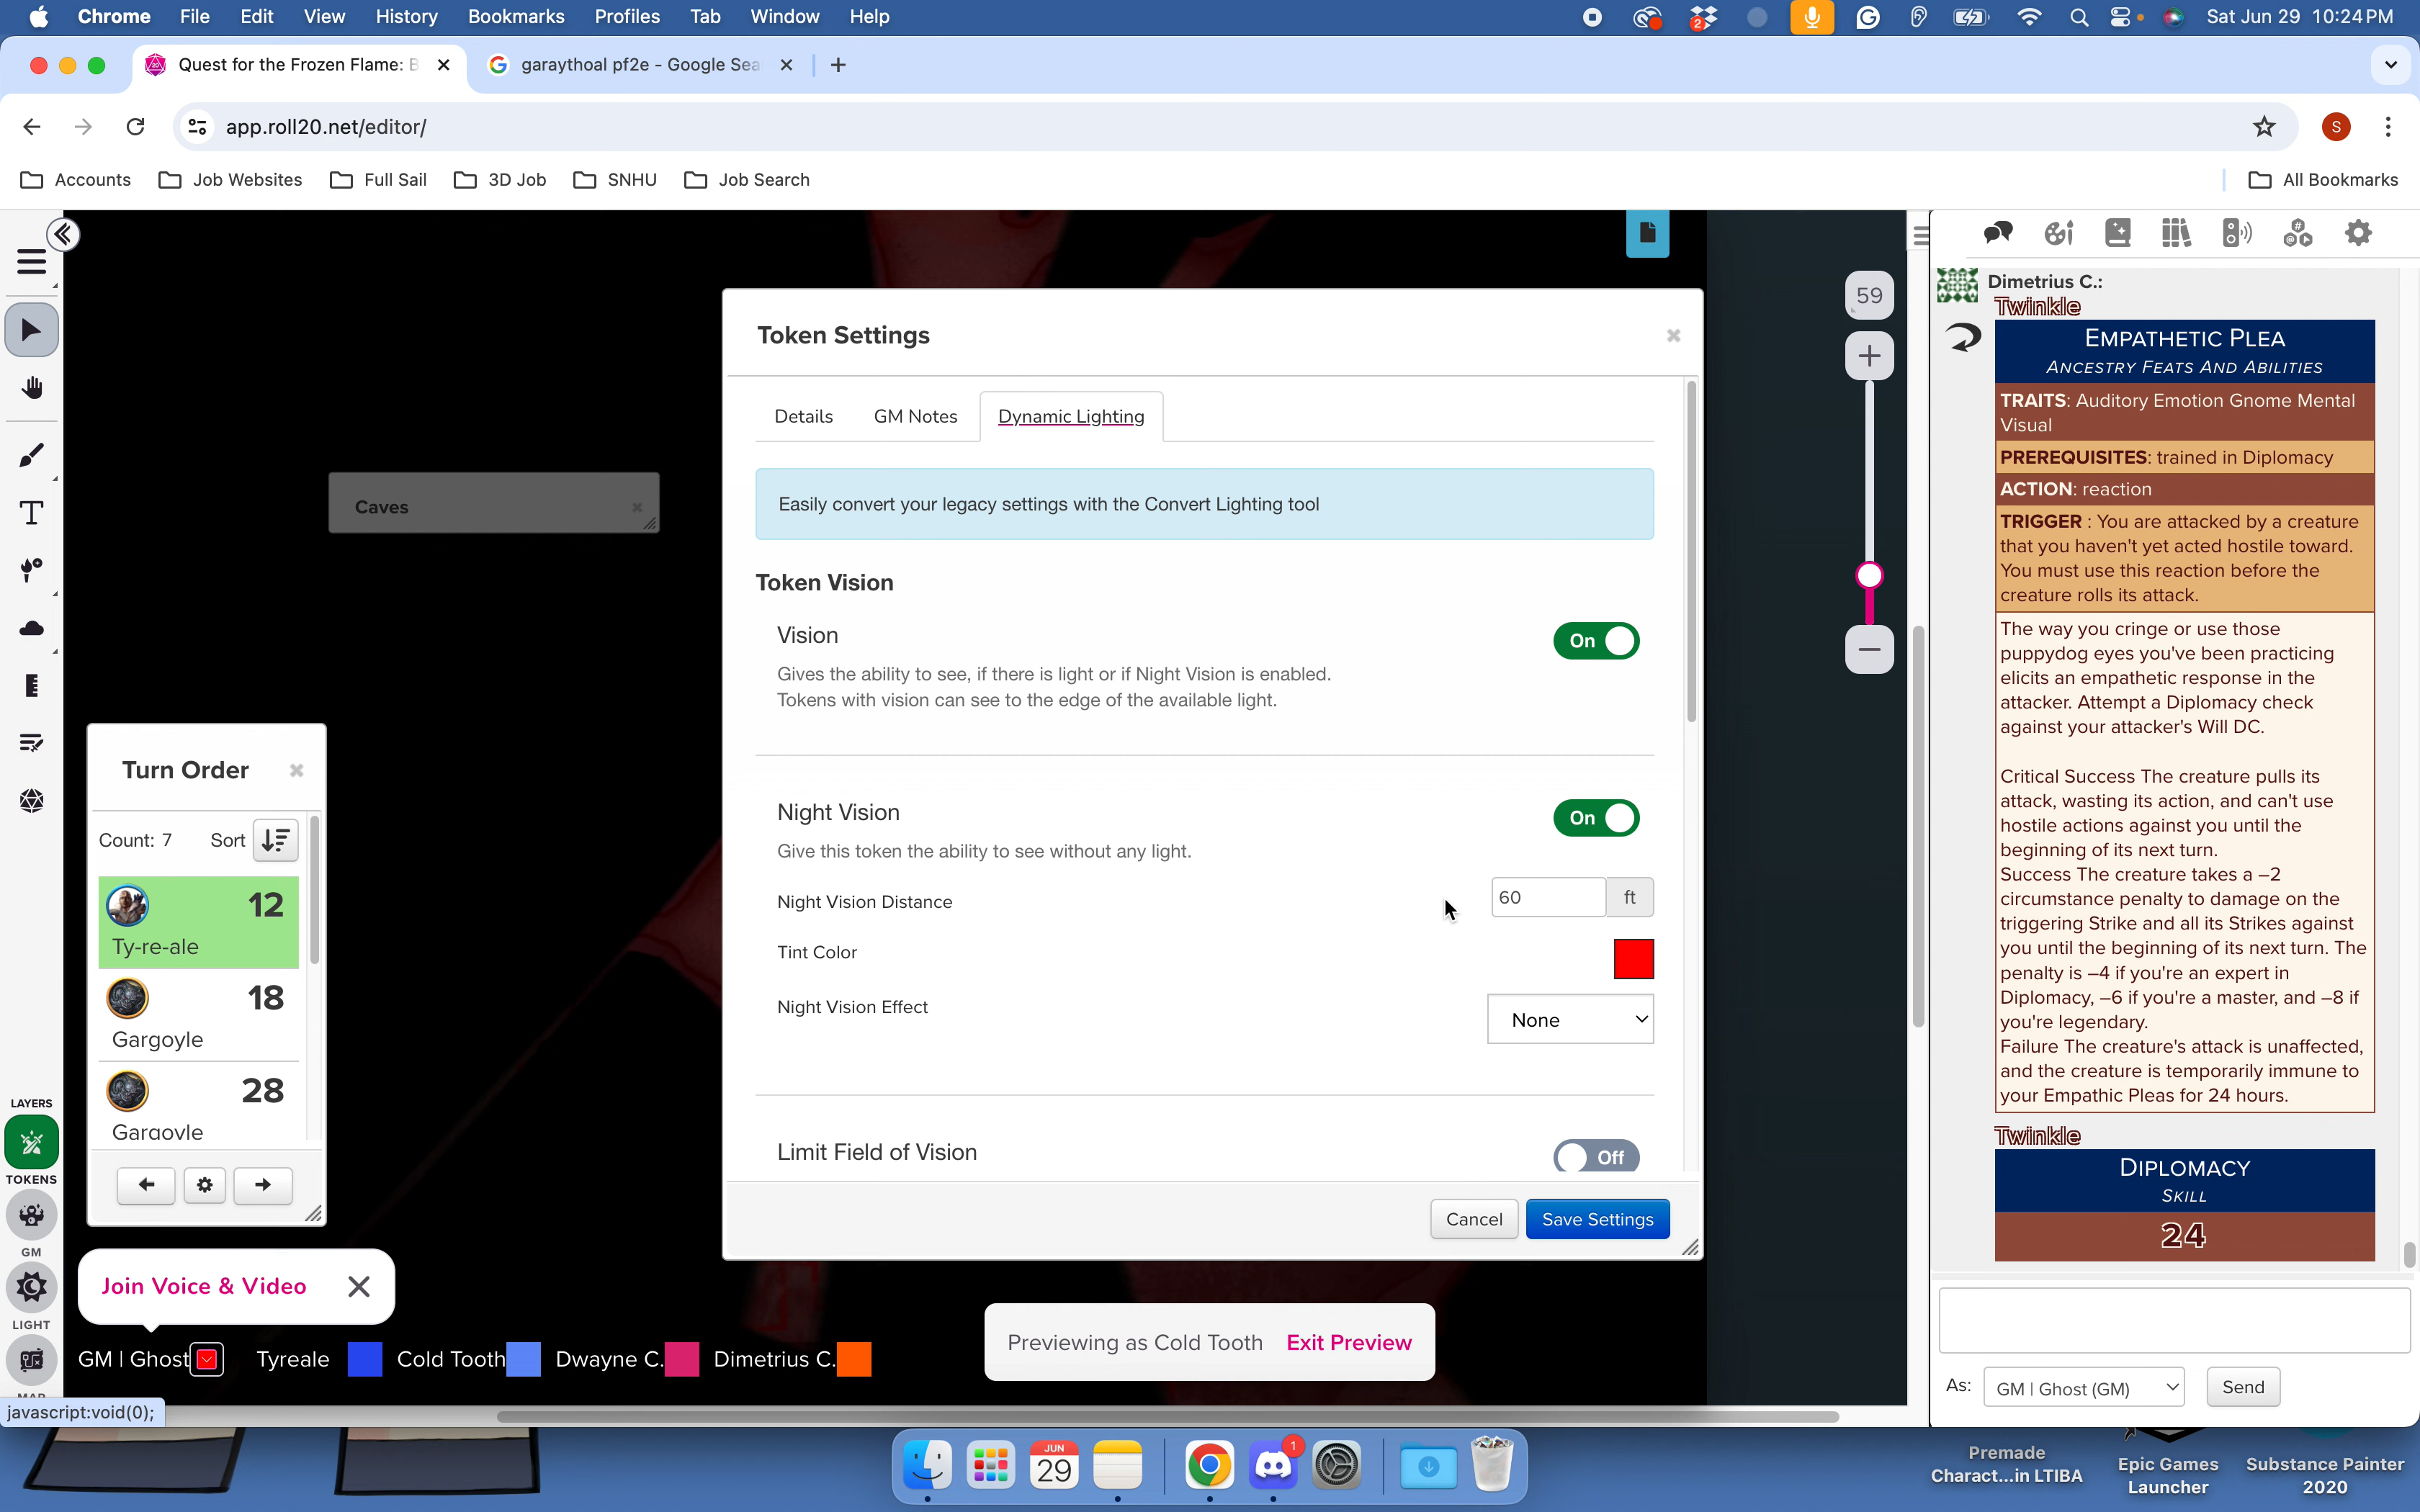 Chrome File Edit View History Bookmarks Profiles Tab Window Help
2
Sat Jun 29 10:24 PM
Quest for the Frozen Flame: B
garaythoal pf2e - Google Sea
app.roll20.net/editor/
S
Accounts
Job Websites
Full Sail
3D Job
SNHU
Job Search
All Bookmarks
Caves
Turn Order
Count: 7 Sort
12
Ty-re-ale
18
Gargoyle
28
Gargoyle
LAYERS
TOKENS
GM
LIGHT
MAP
Join Voice & Video
GM | Ghost
Tyreale
Cold Tooth
Dwayne C.
Dimetrius C.
javascript:void(0);
Token Settings
Details
GM Notes
Dynamic Lighting
Easily convert your legacy settings with the Convert Lighting tool
Token Vision
Vision
On
Gives the ability to see, if there is light or if Night Vision is enabled.
Tokens with vision can see to the edge of the available light.
Night Vision
On
Give this token the ability to see without any light.
Night Vision Distance
60 ft
Tint Color
Night Vision Effect
None
Limit Field of Vision
Off
Cancel
Save Settings
Previewing as Cold Tooth Exit Preview
59
Dimetrius C.:
Twinkle
EMPATHETIC PLEA
ANCESTRY FEATS AND ABILITIES
TRAITS: Auditory Emotion Gnome Mental
Visual
PREREQUISITES: trained in Diplomacy
ACTION: reaction
TRIGGER : You are attacked by a creature
that you haven't yet acted hostile toward.
You must use this reaction before the
creature rolls its attack.
The way you cringe or use those
puppydog eyes you've been practicing
elicits an empathetic response in the
attacker. Attempt a Diplomacy check
against your attacker's Will DC.
Critical Success The creature pulls its
attack, wasting its action, and can't use
hostile actions against you until the
beginning of its next turn.
Success The creature takes a –2
circumstance penalty to damage on the
triggering Strike and all its Strikes against
you until the beginning of its next turn. The
penalty is –4 if you're an expert in
Diplomacy, –6 if you're a master, and –8 if
you're legendary.
Failure The creature's attack is unaffected,
and the creature is temporarily immune to
your Empathic Pleas for 24 hours.
Twinkle
DIPLOMACY
SKILL
24
As:
GM | Ghost (GM)
Send
JUN
29
1
Premade
Charact...in LTIBA
Epic Games
Launcher
Substance Painter
2020